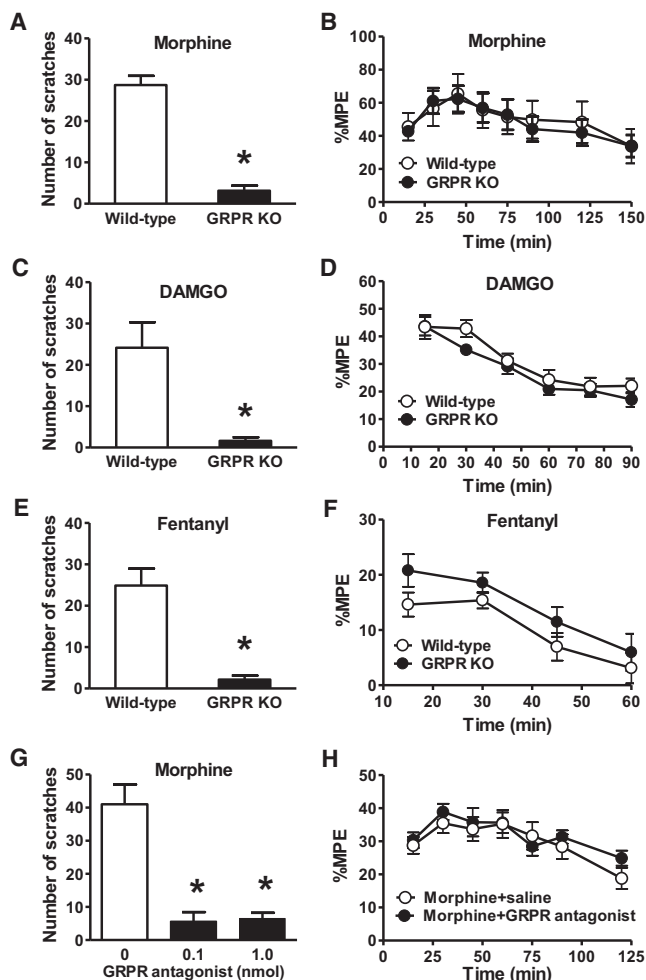 A
Morphine
Number of scratches
40
30
20
10
0
*
Wild-type GRPR KO
B
Morphine
%MPE
100
80
60
40
20
0
Wild-type
GRPR KO
0 25 50 75 100 125 150
Time (min)
C
DAMGO
Number of scratches
40
30
20
10
0
*
Wild-type GRPR KO
D
DAMGO
%MPE
60
50
40
30
20
10
0
Wild-type
GRPR KO
10 20 30 40 50 60 70 80 90
Time (min)
E
Fentanyl
Number of scratches
40
30
20
10
0
*
Wild-type GRPR KO
F
Fentanyl
%MPE
30
20
10
0
Wild-type
GRPR KO
10 20 30 40 50 60
Time (min)
G
Morphine
Number of scratches
50
40
30
20
10
0
* *
0 0.1 1.0
GRPR antagonist (nmol)
H
%MPE
50
40
30
20
10
0
Morphine+saline
Morphine+GRPR antagonist
0 25 50 75 100 125
Time (min)